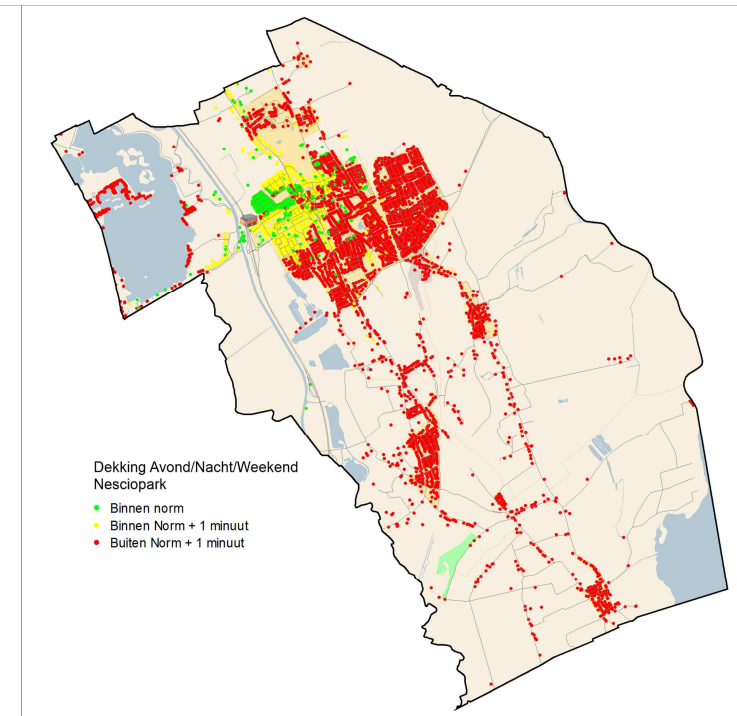 Dekking Avond/Nacht/Weekend
Nesciopark
Binnen norm
Binnen Norm + 1 minuut
Buiten Norm + 1 minuut